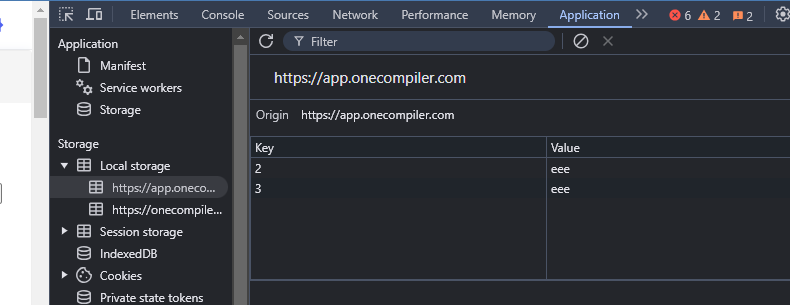 Elements Console Sources Network Performance Memory Application 6 2 2
Application
Manifest
Service workers
Storage
Storage
Local storage
https://app.oneco...
https://onecompile...
Session storage
IndexedDB
Cookies
Private state tokens
Filter
https://app.onecompiler.com
Origin https://app.onecompiler.com
Key Value
2 eee
3 eee